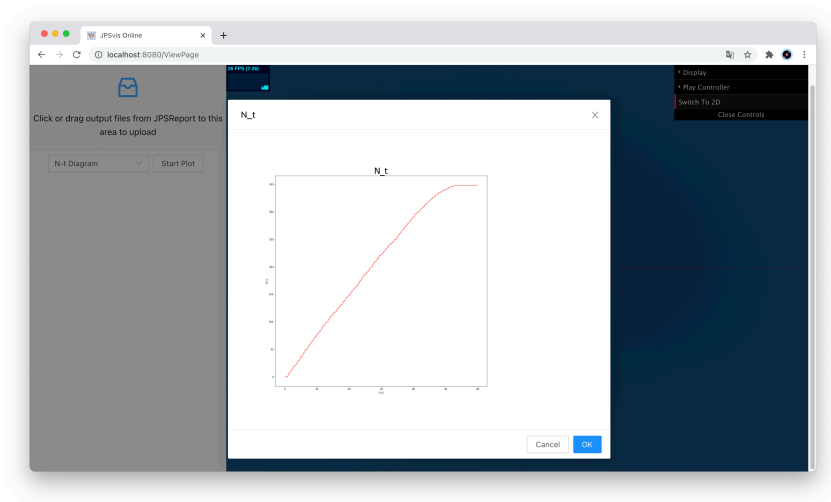 JPSvis Online
localhost:8080/ViewPage
26 FPS (7-26)
Display
Play Controller
Switch To 2D
Close Controls
Click or drag output files from JPSReport to this
area to upload
N-t Diagram
Start Plot
N_t
X
N_t
Cancel
OK